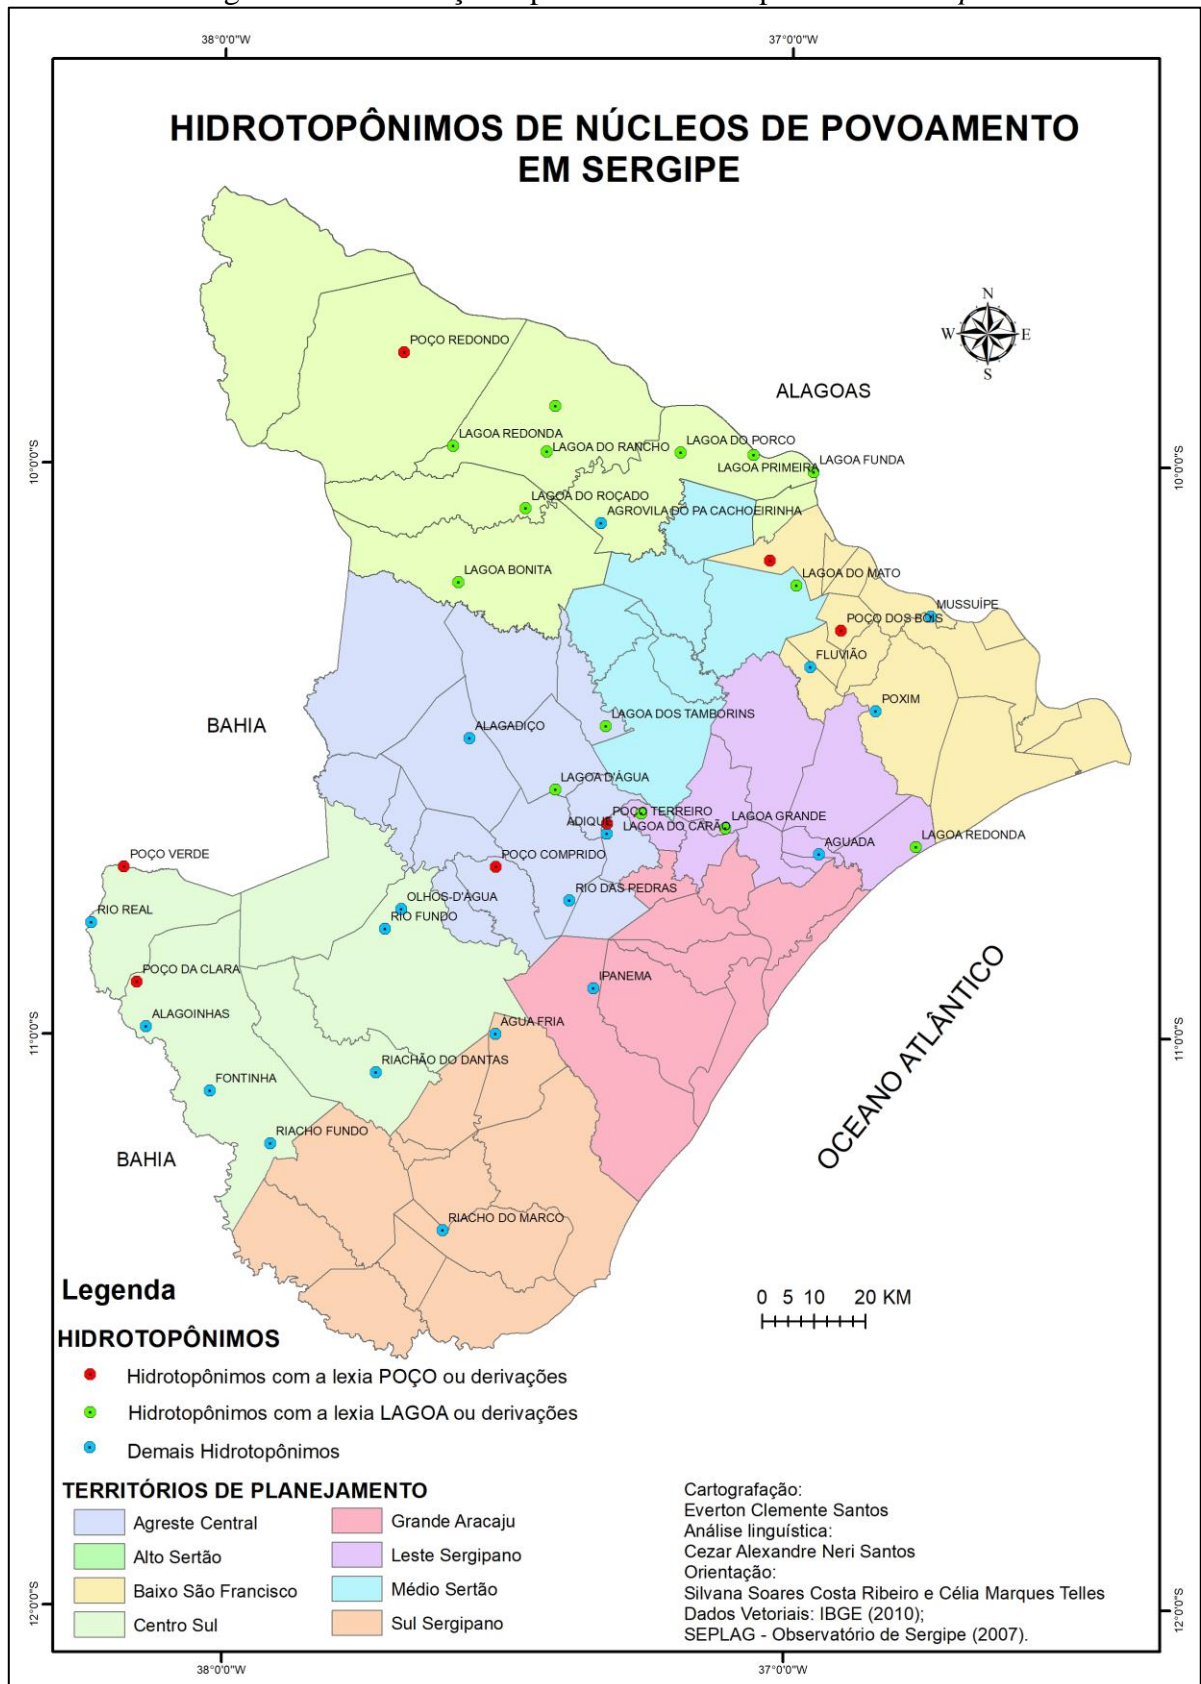 38°0'0"W
37°0'0"W
HIDROTOPÔNIMOS DE NÚCLEOS DE POVOAMENTO
EM SERGIPE
N
W
E
S
POÇO REDONDO
ALAGOAS
LAGOA REDONDA
LAGOA DO RANCHO
LAGOA DO PORCO
LAGOA PRIMEIRA
LAGOA FUNDA
10°0'0"S
10°0'0"S
LAGOA DO ROÇADO
AGROVILA DO PA CACHOEIRINHA
LAGOA BONITA
LAGOA DO MATO
MUSSUÍPE
POÇO DOS BOIS
FLUVIÃO
POXIM
BAHIA
ALAGADIÇO
LAGOA DOS TAMBORINS
LAGOA D'ÁGUA
POÇO TERREIRO
ADIQUE
LAGOA DO CARÃO
LAGOA GRANDE
LAGOA REDONDA
AGUADA
POÇO VERDE
POÇO COMPRIDO
RIO DAS PEDRAS
OLHOS-D'ÁGUA
RIO REAL
RIO FUNDO
POÇO DA CLARA
IPANEMA
OCEANO ATLÂNTICO
ALAGOINHAS
ÁGUA FRIA
11°0'0"S
11°0'0"S
RIACHÃO DO DANTAS
FONTINHA
RIACHO FUNDO
BAHIA
RIACHO DO MARCO
Legenda
0 5 10 20 KM
HIDROTOPÔNIMOS
Hidrotopônimos com a lexia POÇO ou derivações
Hidrotopônimos com a lexia LAGOA ou derivações
Demais Hidrotopônimos
TERRITÓRIOS DE PLANEJAMENTO
Agreste Central
Alto Sertão
Baixo São Francisco
Centro Sul
Grande Aracaju
Leste Sergipano
Médio Sertão
Sul Sergipano
Cartografação:
Everton Clemente Santos
Análise linguística:
Cezar Alexandre Neri Santos
Orientação:
Silvana Soares Costa Ribeiro e Célia Marques Telles
Dados Vetoriais: IBGE (2010);
SEPLAG - Observatório de Sergipe (2007).
12°0'0"S
12°0'0"S
38°0'0"W
37°0'0"W